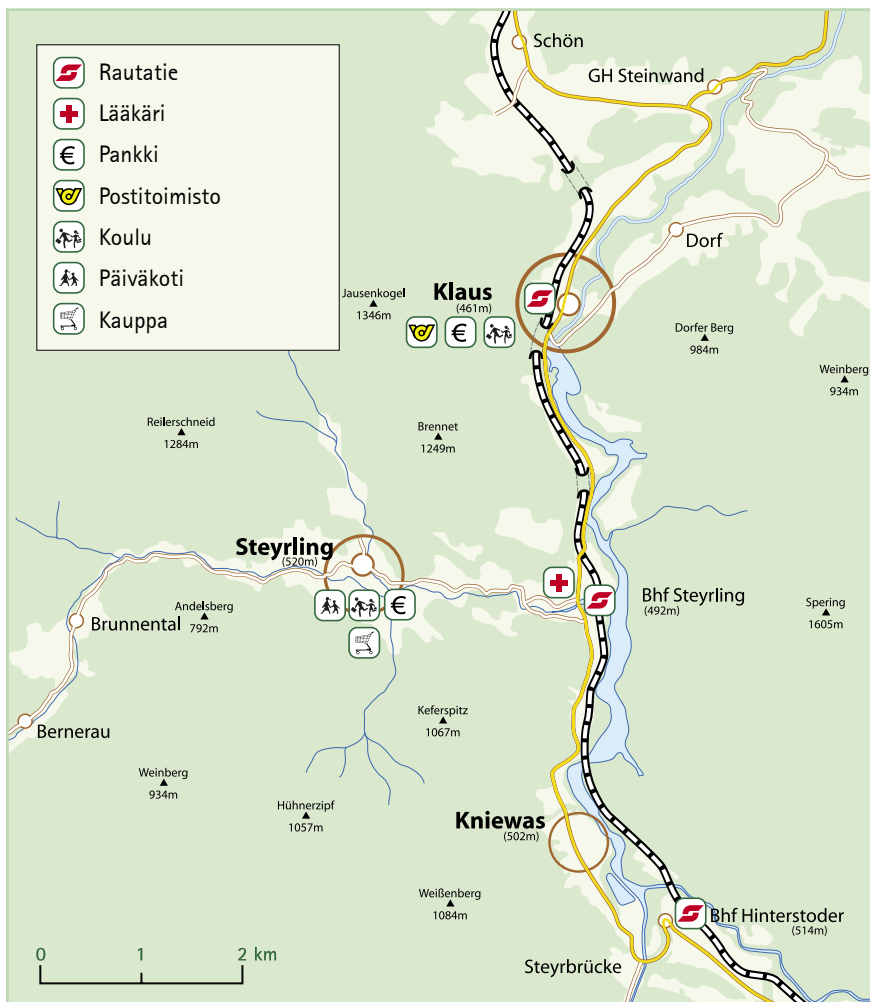 Rautatie
Lääkäri
€ Pankki
Postitoimisto
Koulu
Päiväkoti
Kauppa
Schön
GH Steinwand
Dorf
Jausenkogel
1346m
Klaus
(461m)
€
Dorfer Berg
984m
Weinberg
934m
Reilerschneid
1284m
Brennet
1249m
Steyrling
(520m)
€
Bhf Steyrling
(492m)
Andelsberg
792m
Brunnental
Spering
1605m
Bernerau
Keferspitz
1067m
Weinberg
934m
Hühnerzipf
1057m
Kniewas
(502m)
Weißenberg
1084m
Bhf Hinterstoder
(514m)
Steyrbrücke
0 1 2 km